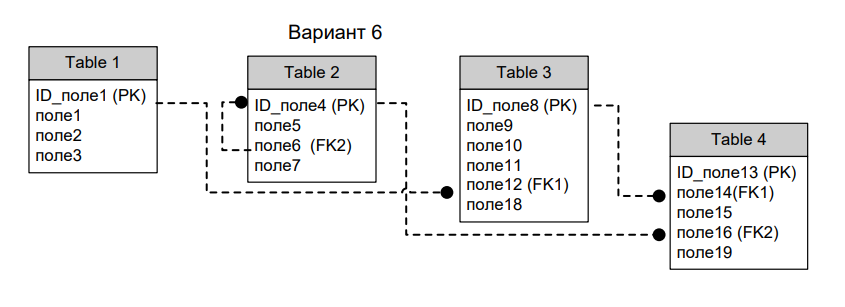 Вариант 6
Table 1
ID_поле1 (PK)
поле1
поле2
поле3
Table 2
ID_поле4 (PK)
поле5
поле6 (FK2)
поле7
Table 3
ID_поле8 (PK)
поле9
поле10
поле11
поле12 (FK1)
поле18
Table 4
ID_поле13 (PK)
поле14(FK1)
поле15
поле16 (FK2)
поле19